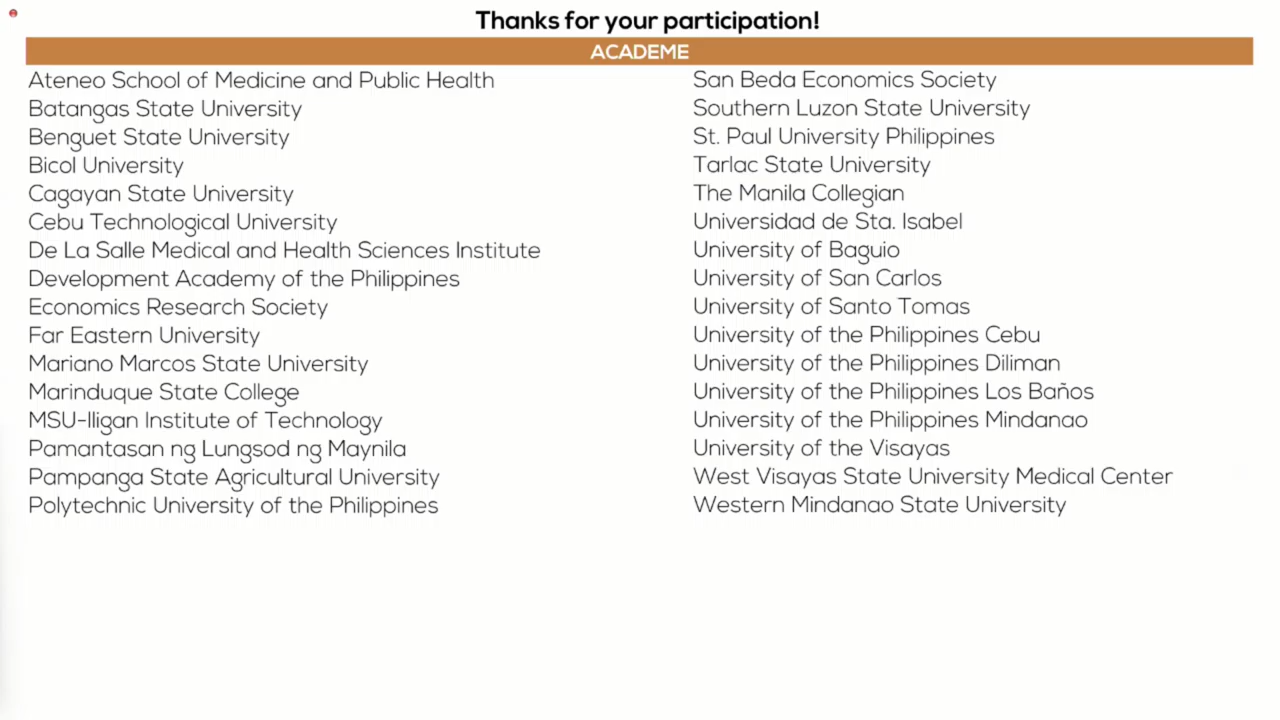 Thanks for your participation!
ACADEME
Ateneo School of Medicine and Public Health
Batangas State University
Benguet State University
Bicol University
Cagayan State University
Cebu Technological University
De La Salle Medical and Health Sciences Institute
Development Academy of the Philippines
Economics Research Society
Far Eastern University
Mariano Marcos State University
Marinduque State College
MSU-Iligan Institute of Technology
Pamantasan ng Lungsod ng Maynila
Pampanga State Agricultural University
Polytechnic University of the Philippines
San Beda Economics Society
Southern Luzon State University
St. Paul University Philippines
Tarlac State University
The Manila Collegian
Universidad de Sta. Isabel
University of Baguio
University of San Carlos
University of Santo Tomas
University of the Philippines Cebu
University of the Philippines Diliman
University of the Philippines Los Baños
University of the Philippines Mindanao
University of the Visayas
West Visayas State University Medical Center
Western Mindanao State University